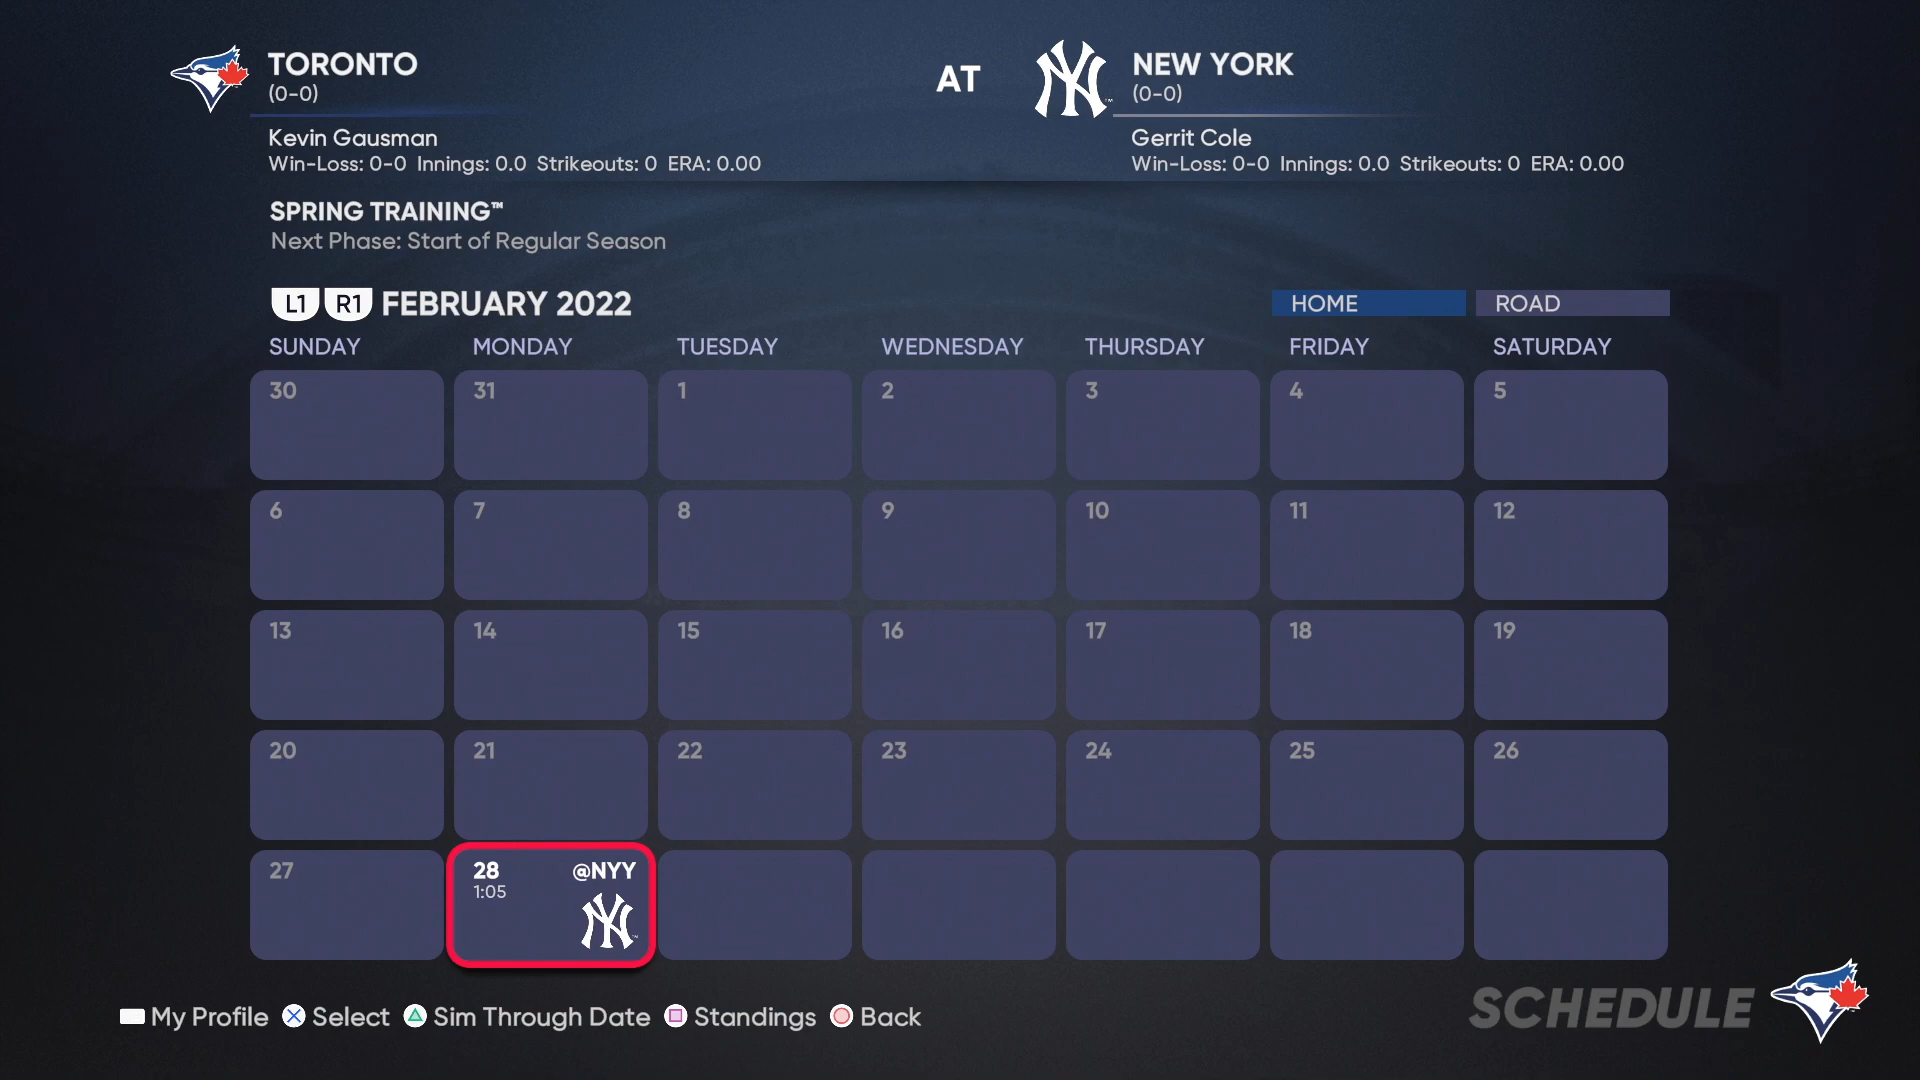 TORONTO
(0-0)
AT
NEW YORK
(0-0)
Kevin Gausman
Win-Loss: 0-0 Innings: 0.0 Strikeouts: 0 ERA: 0.00
Gerrit Cole
Win-Loss: 0-0 Innings: 0.0 Strikeouts: 0 ERA: 0.00
SPRING TRAINING™
Next Phase: Start of Regular Season
L1 R1 FEBRUARY 2022
HOME ROAD
SUNDAY MONDAY TUESDAY WEDNESDAY THURSDAY FRIDAY SATURDAY
30 31 1 2 3 4 5
6 7 8 9 10 11 12
13 14 15 16 17 18 19
20 21 22 23 24 25 26
27 28 @NYY
1:05
My Profile Select Sim Through Date Standings Back
SCHEDULE